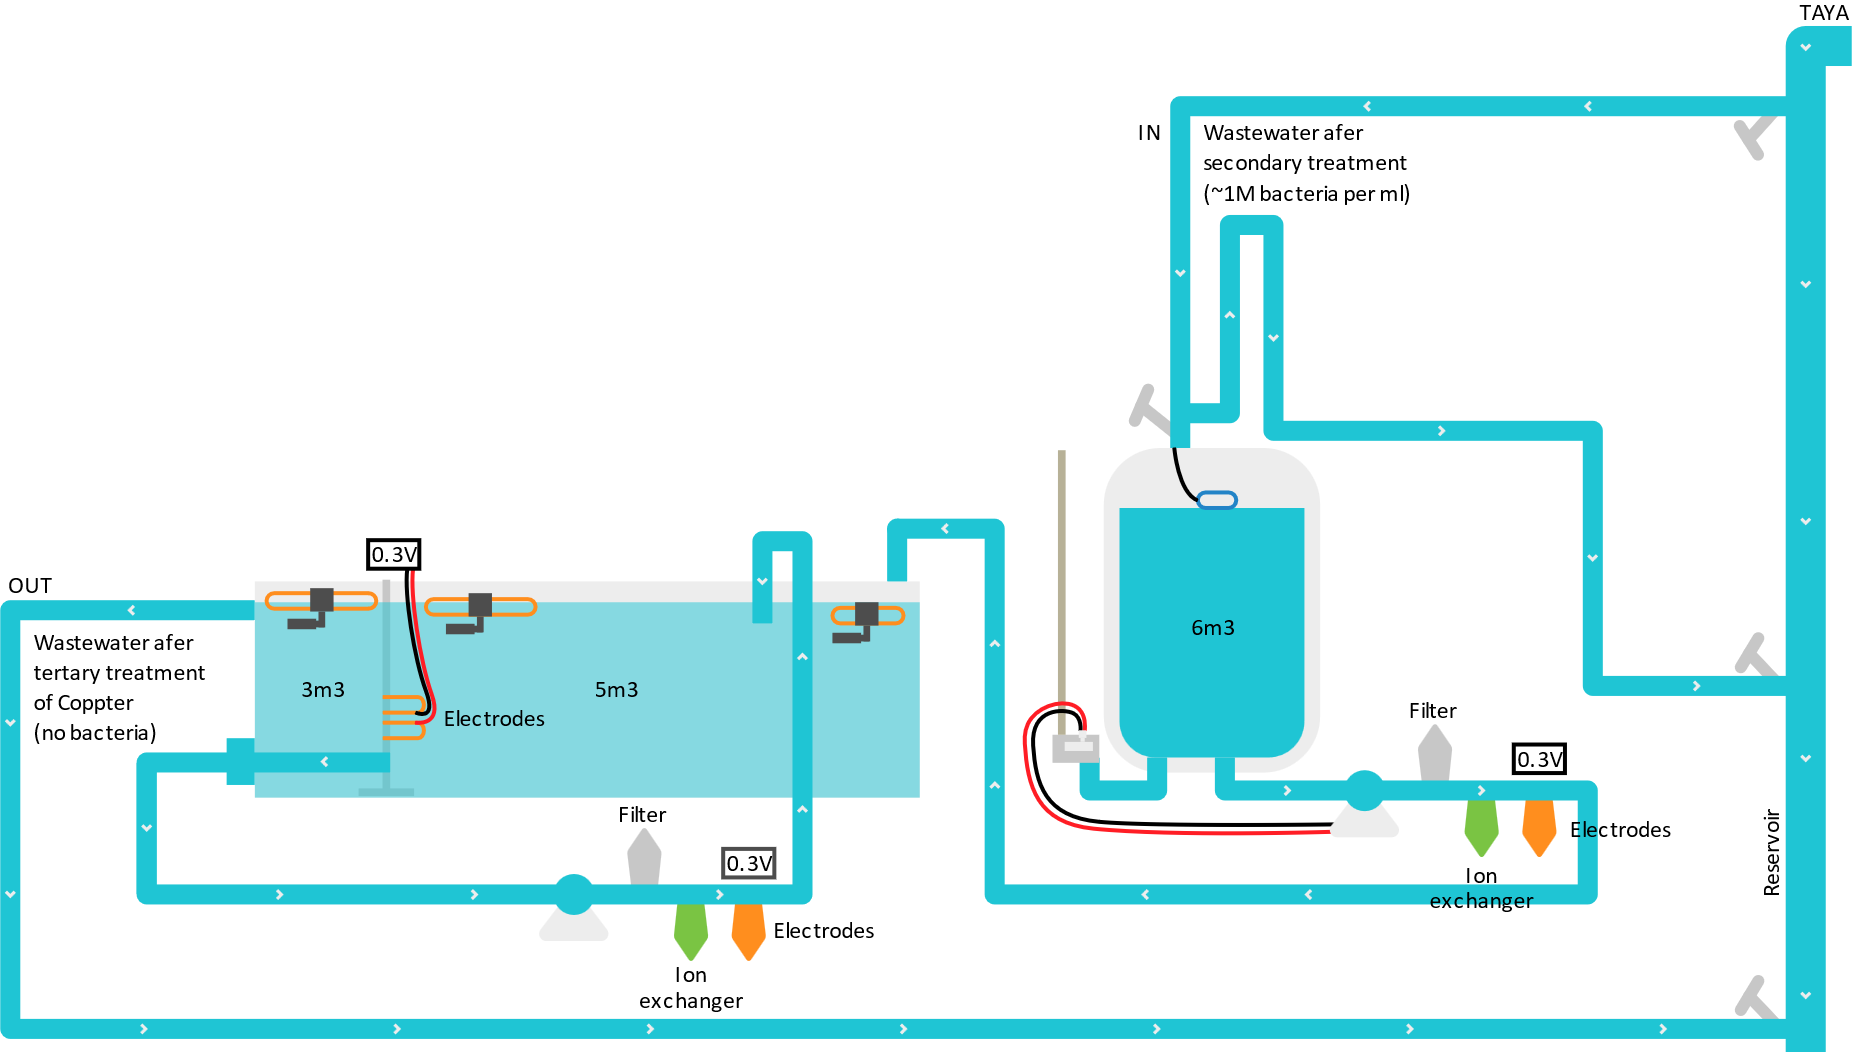 TAYA
IN
Wastewater afer
secondary treatment
(~1M bacteria per ml)
0.3V
OUT
Wastewater afer
tertary treatment
of Coppter
(no bacteria)
3m3
5m3
Electrodes
6m3
Filter
0.3V
Electrodes
Ion
exchanger
Reservoir
Filter
0.3V
Electrodes
Ion
exchanger